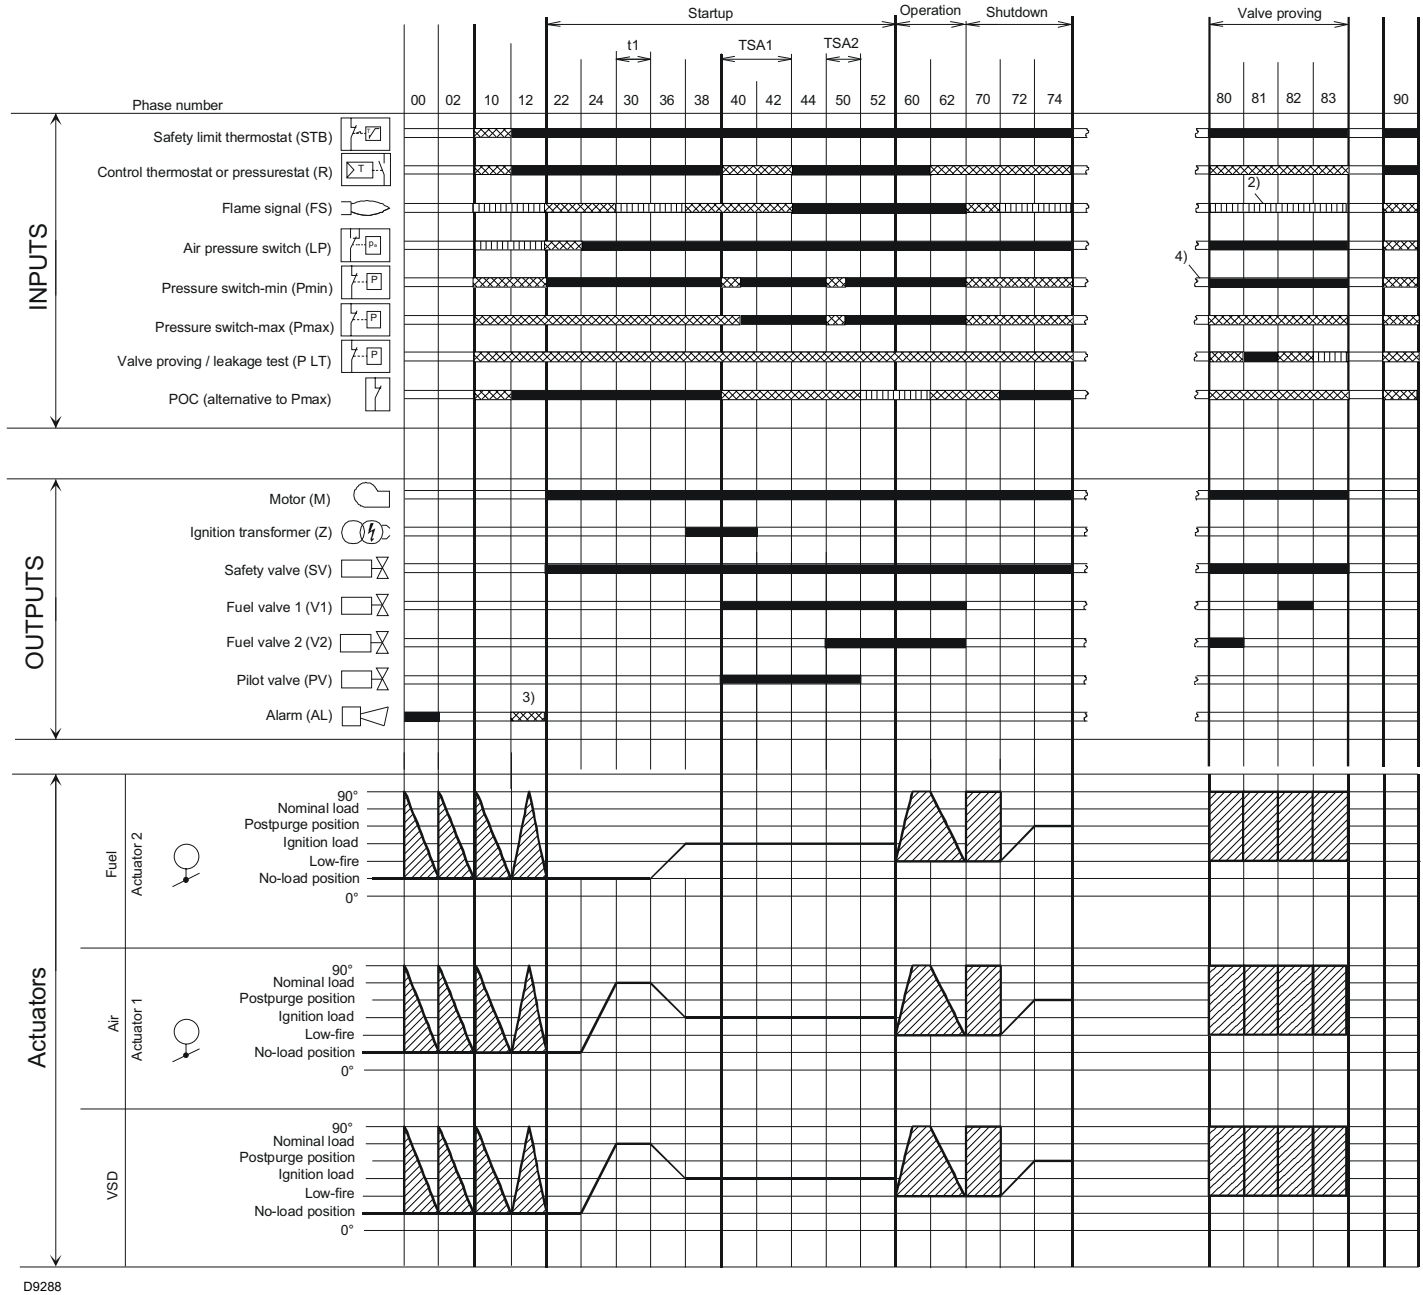 Startup Operation Shutdown Valve proving
t1 TSA1 TSA2
Phase number 00 02 10 12 22 24 30 36 38 40 42 44 50 52 60 62 70 72 74 80 81 82 83 90
INPUTS
Safety limit thermostat (STB)
Control thermostat or pressurestat (R) T
2)
Flame signal (FS)
Air pressure switch (LP) Pa
4)
Pressure switch-min (Pmin) P
Pressure switch-max (Pmax) P
Valve proving / leakage test (P LT) P
POC (alternative to Pmax)
OUTPUTS
Motor (M)
Ignition transformer (Z)
Safety valve (SV)
Fuel valve 1 (V1)
Fuel valve 2 (V2)
Pilot valve (PV)
3)
Alarm (AL)
Actuators
Fuel
Actuator 2
90°
Nominal load
Postpurge position
Ignition load
Low-fire
No-load position
0°
Air
Actuator 1
90°
Nominal load
Postpurge position
Ignition load
Low-fire
No-load position
0°
VSD
90°
Nominal load
Postpurge position
Ignition load
Low-fire
No-load position
0°
D9288